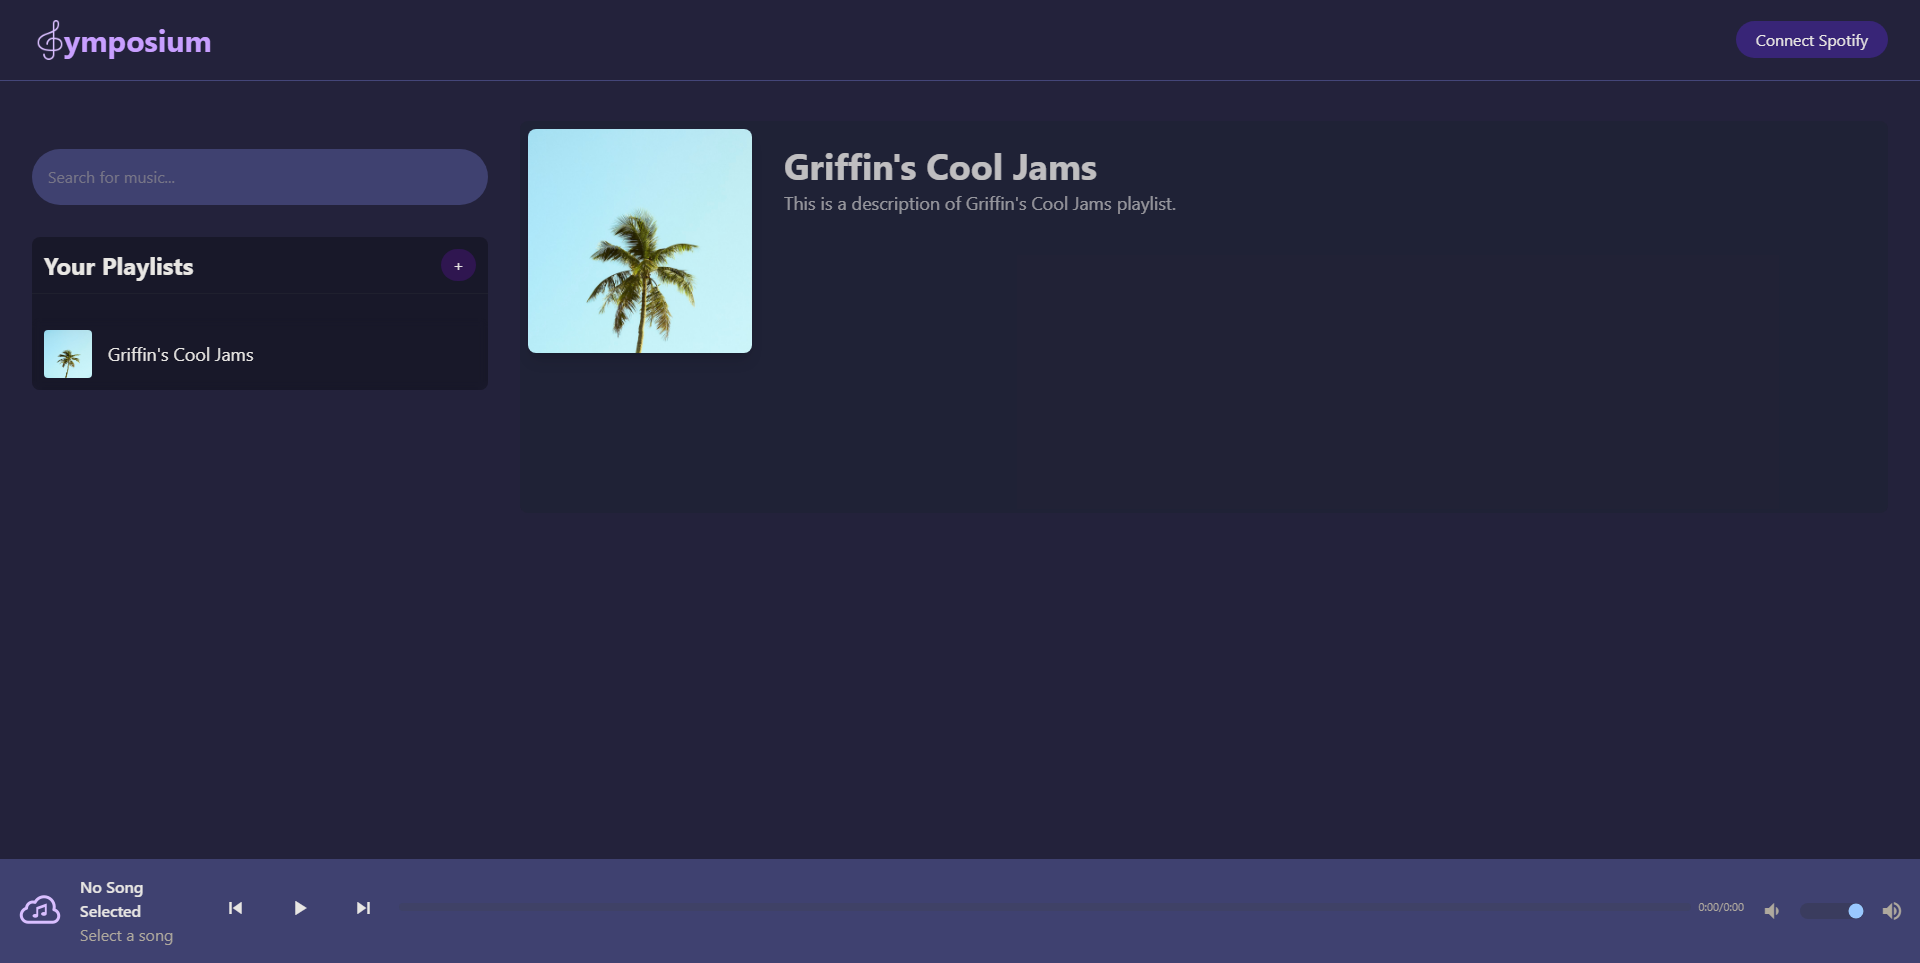 ymposium
Connect Spotify
Search for music...
Your Playlists
+
Griffin's Cool Jams
Griffin's Cool Jams
This is a description of Griffin's Cool Jams playlist.
No Song
Selected
Select a song
0:00/0:00